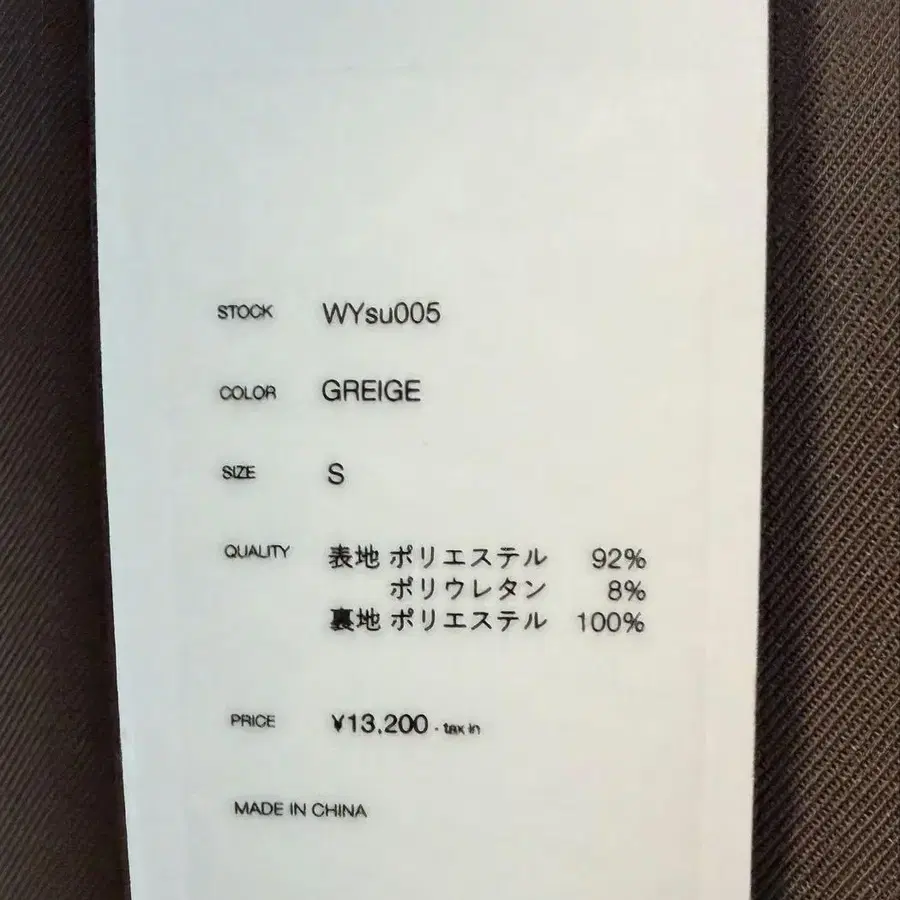 STOCK WYsu005
COLOR GREIGE
SIZE S
QUALITY 表地 ポリエステル 92%
ポリウレタン 8%
裏地 ポリエステル 100%
PRICE ¥13,200 - tax in
MADE IN CHINA